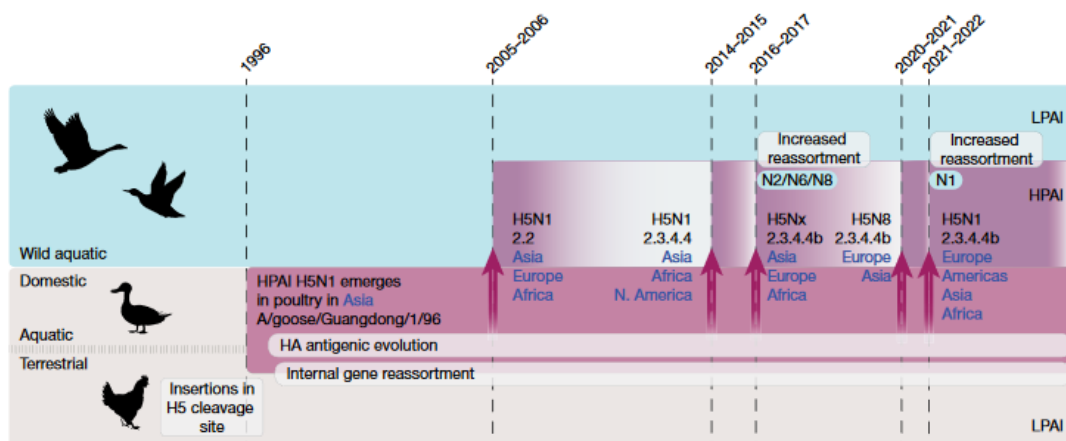 1996
2005–2006
2014–2015
2016–2017
2020–2021
2021–2022
LPAI
Increased
reassortment
N2/N6/N8
Increased
reassortment
N1
HPAI
H5N1
2.2
Asia
Europe
Africa
H5N1
2.3.4.4
Asia
Africa
N. America
H5Nx
2.3.4.4b
Asia
Europe
Africa
H5N8
2.3.4.4b
Europe
Asia
H5N1
2.3.4.4b
Europe
Americas
Asia
Africa
Wild aquatic
Domestic
HPAI H5N1 emerges
in poultry in Asia
A/goose/Guangdong/1/96
Aquatic
HA antigenic evolution
Terrestrial
Internal gene reassortment
Insertions in
H5 cleavage
site
LPAI